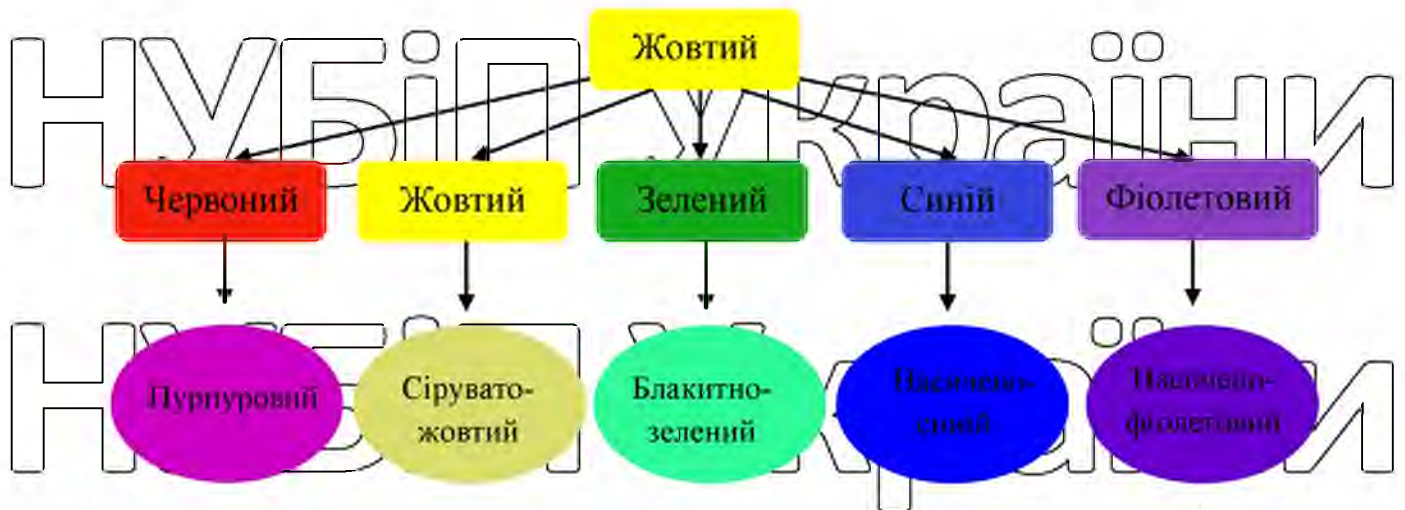 НУБіП України
Жовтий
Червоний Жовтий Зелений Синій Фіолетовий
НУБіП України
Пурпуровий
Сірувато-
жовтий
Блакитно-
зелений
Насичено-
синій
Насичено-
фіолетовий